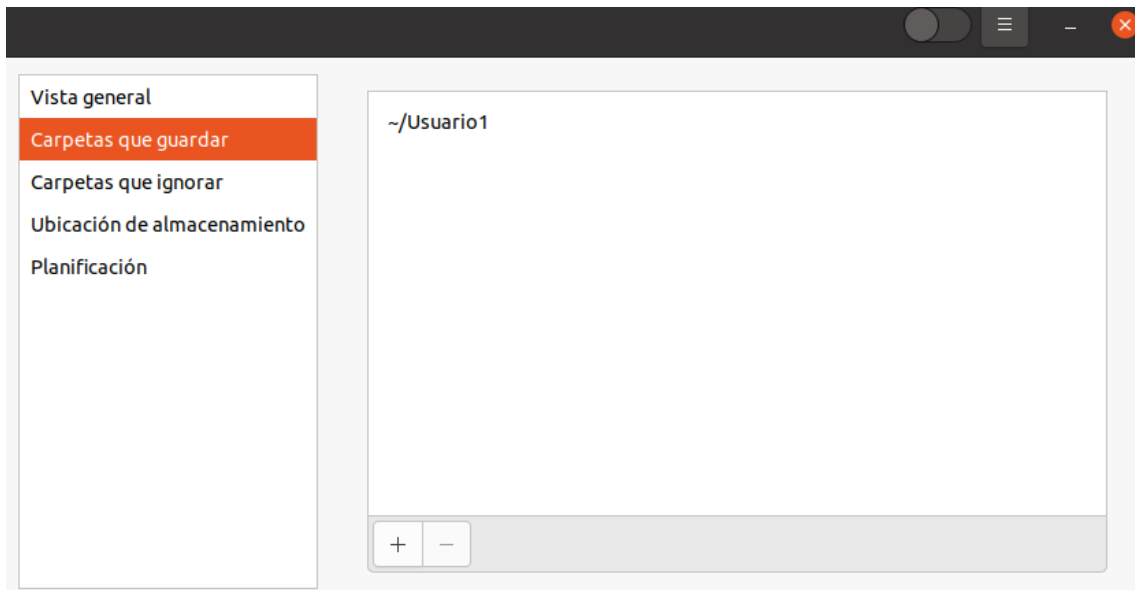 Vista general
Carpetas que guardar
Carpetas que ignorar
Ubicación de almacenamiento
Planificación
~/Usuario1